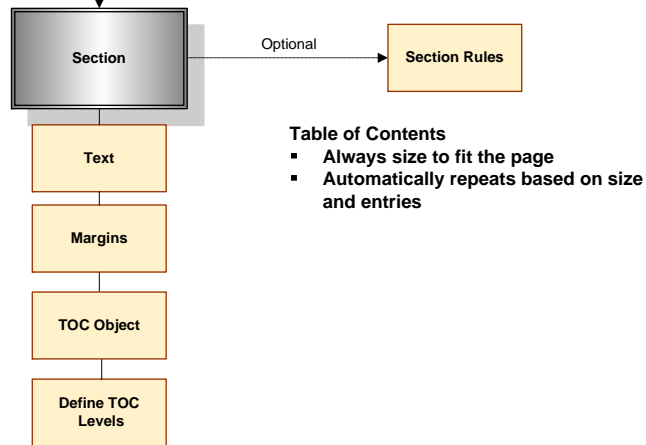 Section
Optional
Section Rules
Text
Table of Contents
▪ Always size to fit the page
▪ Automatically repeats based on size
and entries
Margins
TOC Object
Define TOC
Levels